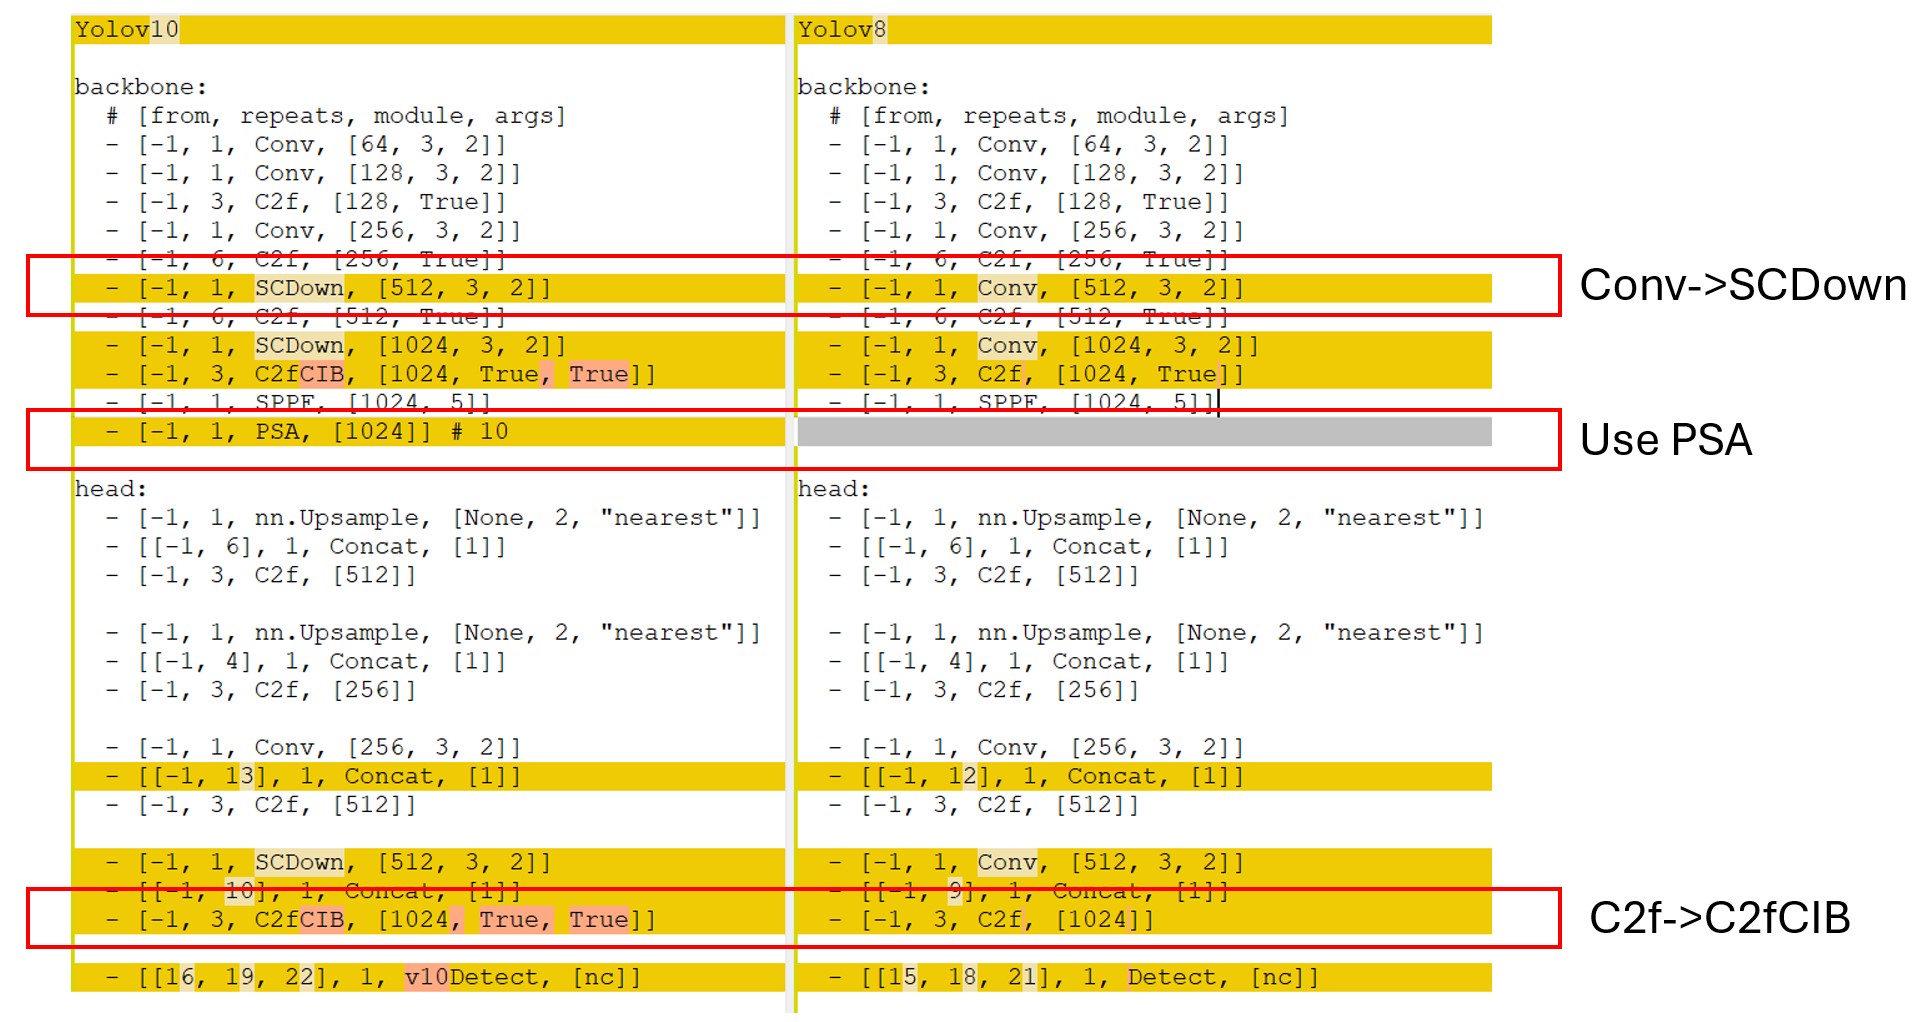 Yolov10
backbone:
# [from, repeats, module, args]
- [-1, 1, Conv, [64, 3, 2]]
- [-1, 1, Conv, [128, 3, 2]]
- [-1, 3, C2f, [128, True]]
- [-1, 1, Conv, [256, 3, 2]]
- [-1, 6, C2f, [256, True]]
- [-1, 1, SCDown, [512, 3, 2]]
- [-1, 6, C2f, [512, True]]
- [-1, 1, SCDown, [1024, 3, 2]]
- [-1, 3, C2fCIB, [1024, True, True]]
- [-1, 1, SPPF, [1024, 5]]
- [-1, 1, PSA, [1024]] # 10
head:
- [-1, 1, nn.Upsample, [None, 2, "nearest"]]
- [[-1, 6], 1, Concat, [1]]
- [-1, 3, C2f, [512]]
- [-1, 1, nn.Upsample, [None, 2, "nearest"]]
- [[-1, 4], 1, Concat, [1]]
- [-1, 3, C2f, [256]]
- [-1, 1, Conv, [256, 3, 2]]
- [[-1, 13], 1, Concat, [1]]
- [-1, 3, C2f, [512]]
- [-1, 1, SCDown, [512, 3, 2]]
- [[-1, 10], 1, Concat, [1]]
- [-1, 3, C2fCIB, [1024, True, True]]
- [[16, 19, 22], 1, v10Detect, [nc]]
Yolov8
backbone:
# [from, repeats, module, args]
- [-1, 1, Conv, [64, 3, 2]]
- [-1, 1, Conv, [128, 3, 2]]
- [-1, 3, C2f, [128, True]]
- [-1, 1, Conv, [256, 3, 2]]
- [-1, 6, C2f, [256, True]]
- [-1, 1, Conv, [512, 3, 2]]
- [-1, 6, C2f, [512, True]]
- [-1, 1, Conv, [1024, 3, 2]]
- [-1, 3, C2f, [1024, True]]
- [-1, 1, SPPF, [1024, 5]]
head:
- [-1, 1, nn.Upsample, [None, 2, "nearest"]]
- [[-1, 6], 1, Concat, [1]]
- [-1, 3, C2f, [512]]
- [-1, 1, nn.Upsample, [None, 2, "nearest"]]
- [[-1, 4], 1, Concat, [1]]
- [-1, 3, C2f, [256]]
- [-1, 1, Conv, [256, 3, 2]]
- [[-1, 12], 1, Concat, [1]]
- [-1, 3, C2f, [512]]
- [-1, 1, Conv, [512, 3, 2]]
- [[-1, 9], 1, Concat, [1]]
- [-1, 3, C2f, [1024]]
- [[15, 18, 21], 1, Detect, [nc]]
Conv->SCDown
Use PSA
C2f->C2fCIB